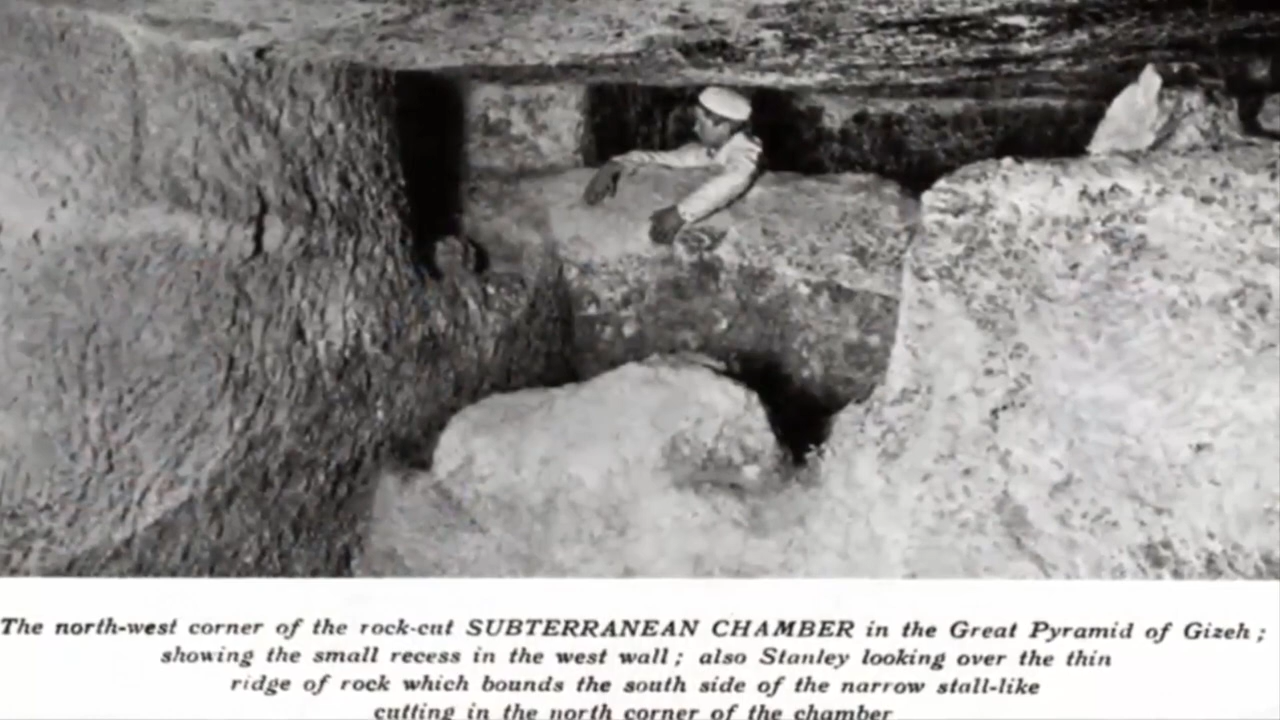 The north-west corner of the rock-cut SUBTERRANEAN CHAMBER in the Great Pyramid of Gizeh ;
showing the small recess in the west wall ; also Stanley looking over the thin
ridge of rock which bounds the south side of the narrow stall-like
cutting in the north corner of the chamber